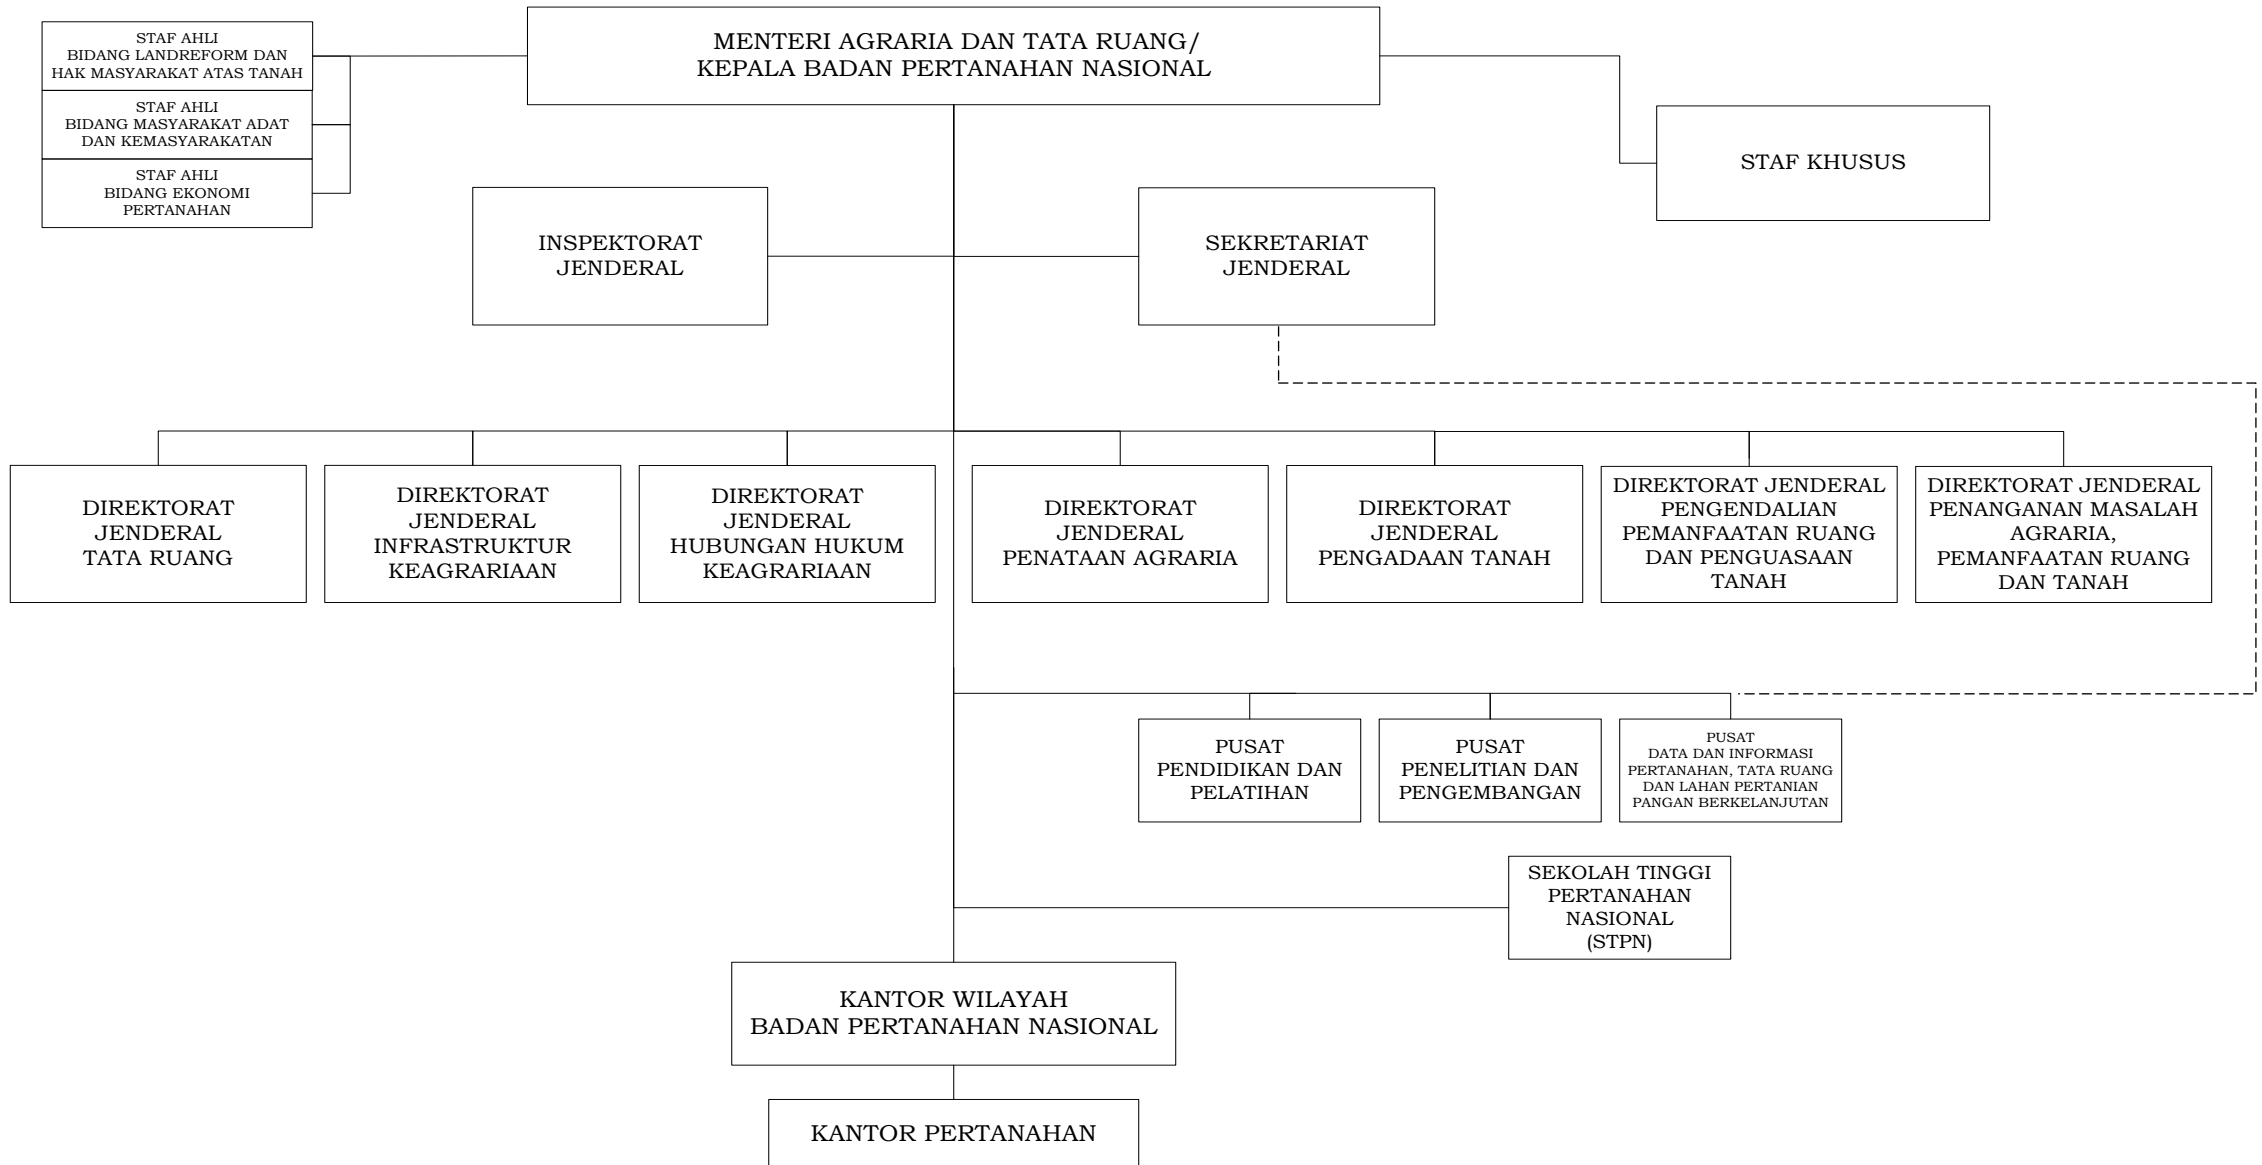 STAF AHLI
BIDANG LANDREFORM DAN
HAK MASYARAKAT ATAS TANAH
STAF AHLI
BIDANG MASYARAKAT ADAT
DAN KEMASYARAKATAN
STAF AHLI
BIDANG EKONOMI
PERTANAHAN
MENTERI AGRARIA DAN TATA RUANG/
KEPALA BADAN PERTANAHAN NASIONAL
STAF KHUSUS
INSPEKTORAT
JENDERAL
SEKRETARIAT
JENDERAL
DIREKTORAT
JENDERAL
TATA RUANG
DIREKTORAT
JENDERAL
INFRASTRUKTUR
KEAGRARIAAN
DIREKTORAT
JENDERAL
HUBUNGAN HUKUM
KEAGRARIAAN
DIREKTORAT
JENDERAL
PENATAAN AGRARIA
DIREKTORAT
JENDERAL
PENGADAAN TANAH
DIREKTORAT JENDERAL
PENGENDALIAN
PEMANFAATAN RUANG
DAN PENGUASAAN
TANAH
DIREKTORAT JENDERAL
PENANGANAN MASALAH
AGRARIA,
PEMANFAATAN RUANG
DAN TANAH
PUSAT
PENDIDIKAN DAN
PELATIHAN
PUSAT
PENELITIAN DAN
PENGEMBANGAN
PUSAT
DATA DAN INFORMASI
PERTANAHAN, TATA RUANG
DAN LAHAN PERTANIAN
PANGAN BERKELANJUTAN
SEKOLAH TINGGI
PERTANAHAN
NASIONAL
(STPN)
KANTOR WILAYAH
BADAN PERTANAHAN NASIONAL
KANTOR PERTANAHAN